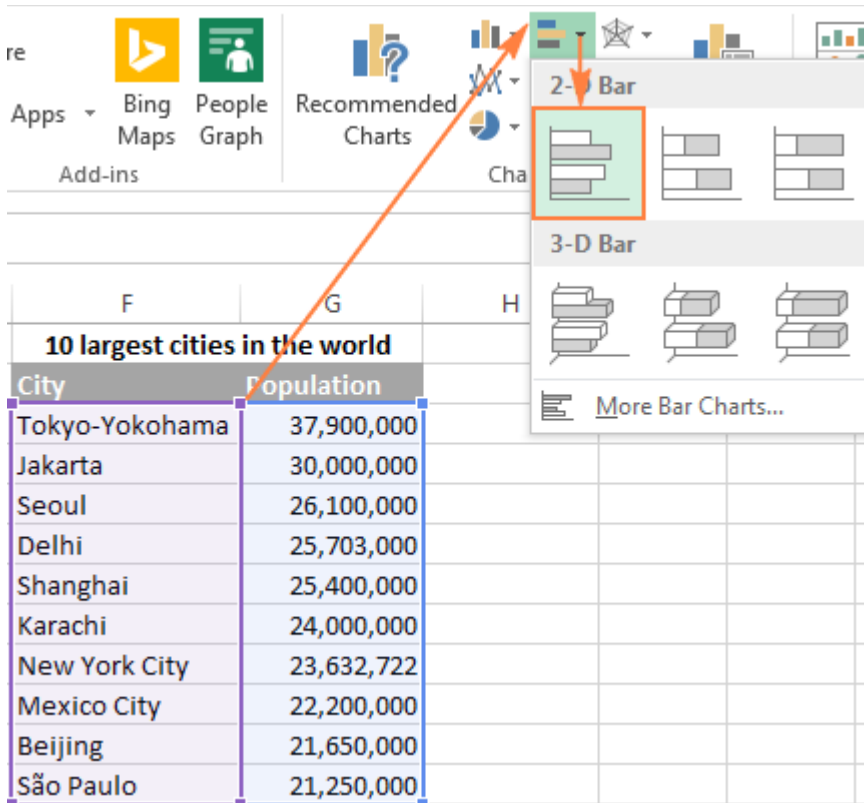 re
Apps
Bing Maps
People Graph
Add-ins
Recommended Charts
Cha
2-D Bar
3-D Bar
More Bar Charts...
F G H
10 largest cities in the world
City Population
Tokyo-Yokohama 37,900,000
Jakarta 30,000,000
Seoul 26,100,000
Delhi 25,703,000
Shanghai 25,400,000
Karachi 24,000,000
New York City 23,632,722
Mexico City 22,200,000
Beijing 21,650,000
São Paulo 21,250,000